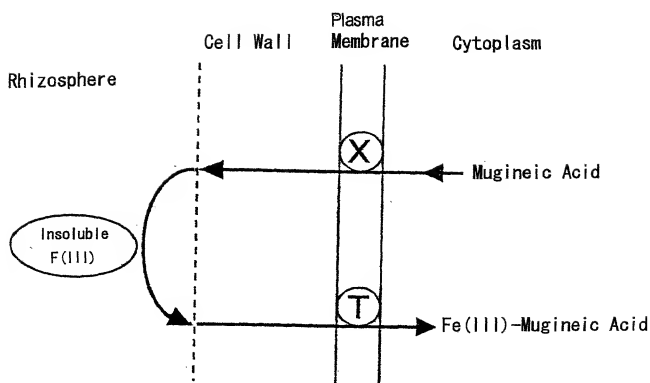 Plasma
Cell Wall Membrane Cytoplasm
Rhizosphere
X
Mugineic Acid
Insoluble
F(III)
T
Fe(III)-Mugineic Acid